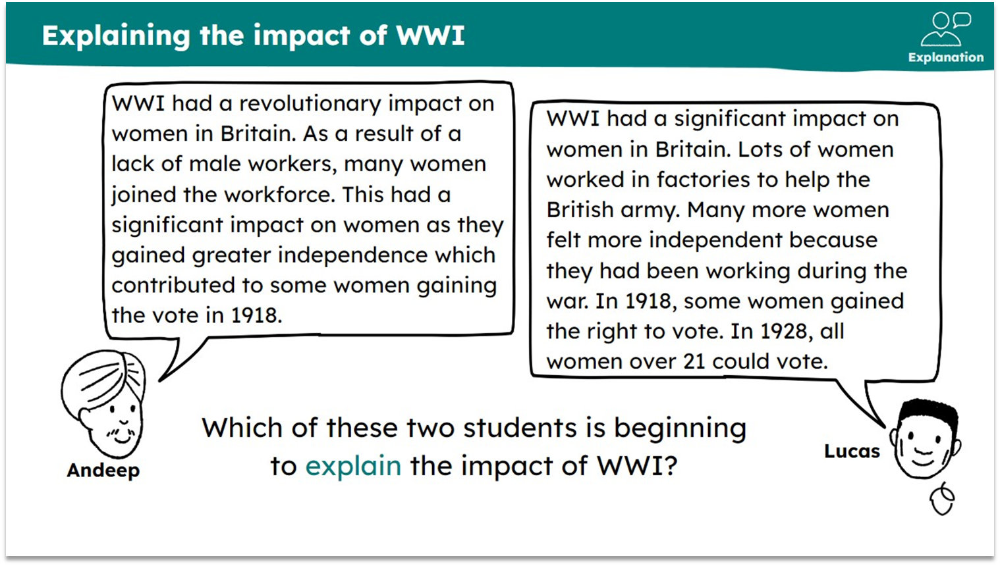 Explaining the impact of WWI
Explanation
WWI had a revolutionary impact on
women in Britain. As a result of a
lack of male workers, many women
joined the workforce. This had a
significant impact on women as they
gained greater independence which
contributed to some women gaining
the vote in 1918.
WWI had a significant impact on
women in Britain. Lots of women
worked in factories to help the
British army. Many more women
felt more independent because
they had been working during the
war. In 1918, some women gained
the right to vote. In 1928, all
women over 21 could vote.
Andeep
Which of these two students is beginning
to explain the impact of WWI?
Lucas